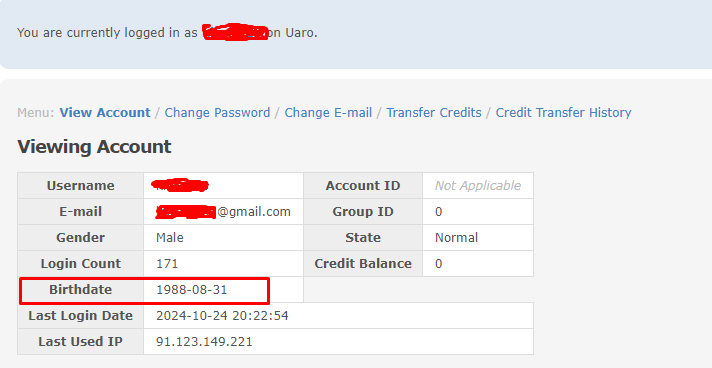 You are currently logged in as on Uaro.
Menu: View Account / Change Password / Change E-mail / Transfer Credits / Credit Transfer History
Viewing Account
Username Account ID Not Applicable
E-mail @gmail.com Group ID 0
Gender Male State Normal
Login Count 171 Credit Balance 0
Birthdate 1988-08-31
Last Login Date 2024-10-24 20:22:54
Last Used IP 91.123.149.221